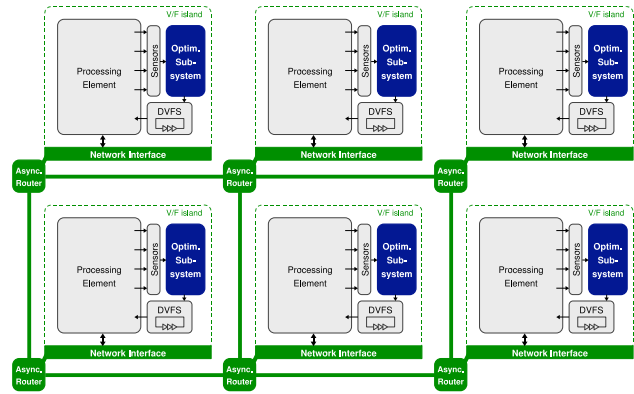 V/F island
V/F island
V/F island
Processing
Element
Sensors
Optim.
Sub-
system
DVFS
Processing
Element
Sensors
Optim.
Sub-
system
DVFS
Processing
Element
Sensors
Optim.
Sub-
system
DVFS
Network Interface
Network Interface
Network Interface
Async.
Router
Async.
Router
Async.
Router
V/F island
V/F island
V/F island
Processing
Element
Sensors
Optim.
Sub-
system
DVFS
Processing
Element
Sensors
Optim.
Sub-
system
DVFS
Processing
Element
Sensors
Optim.
Sub-
system
DVFS
Network Interface
Network Interface
Network Interface
Async.
Router
Async.
Router
Async.
Router